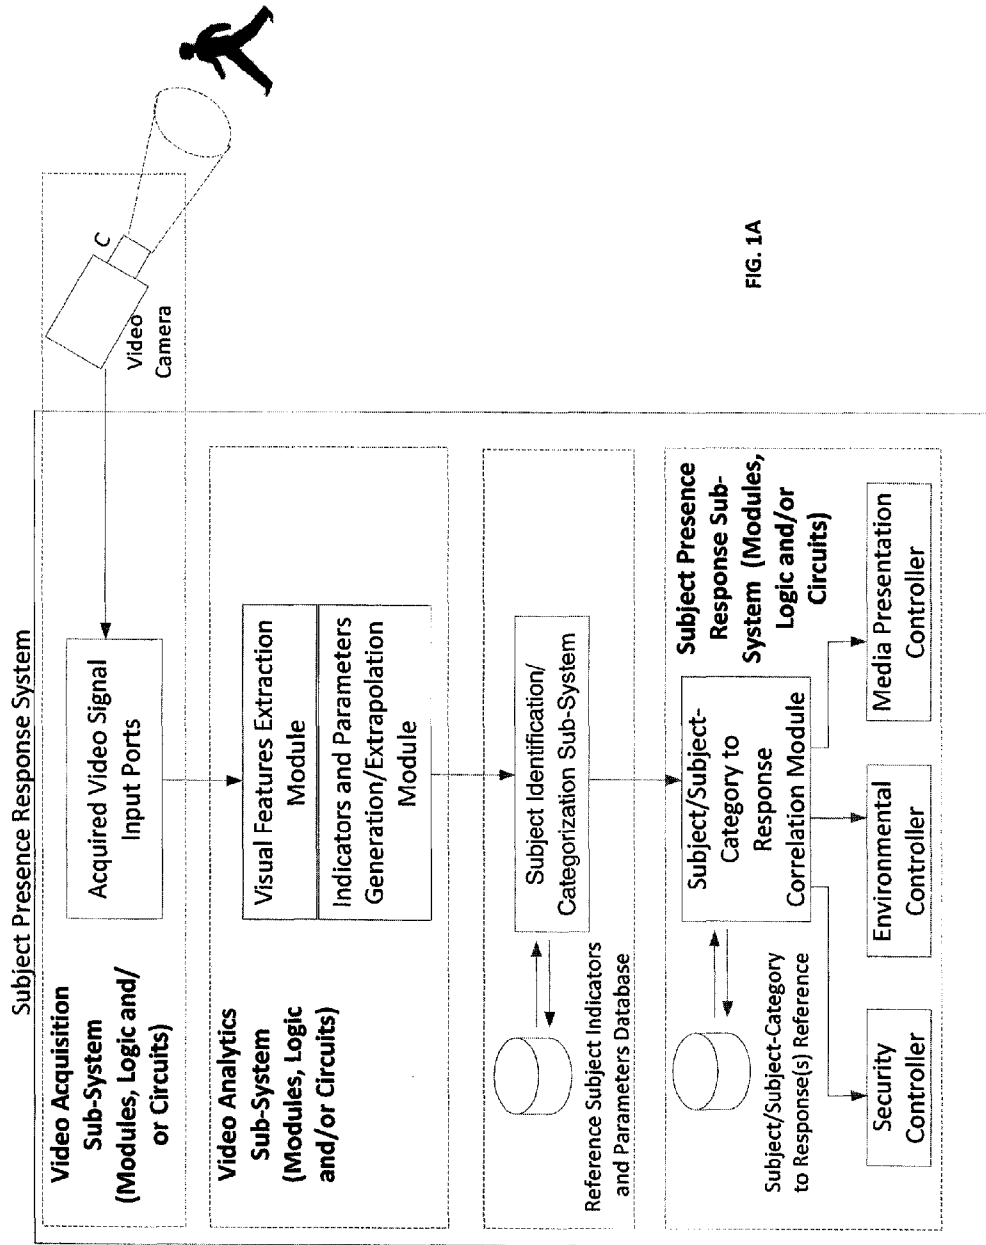 Subject Presence Response System
Video Acquisition
Sub-System
(Modules, Logic and/
or Circuits)
Acquired Video Signal
Input Ports
Video
Camera
C
Video Analytics
Sub-System
(Modules, Logic
and/or Circuits)
Visual Features Extraction
Module
Indicators and Parameters
Generation/Extrapolation
Module
Reference Subject Indicators
and Parameters Database
Subject Identification/
Categorization Sub-System
Subject Presence
Response Sub-
System (Modules,
Logic and/or
Circuits)
Subject/Subject-
Category to
Response
Correlation Module
Subject/Subject-Category
to Response(s) Reference
Security
Controller
Environmental
Controller
Media Presentation
Controller
FIG. 1A